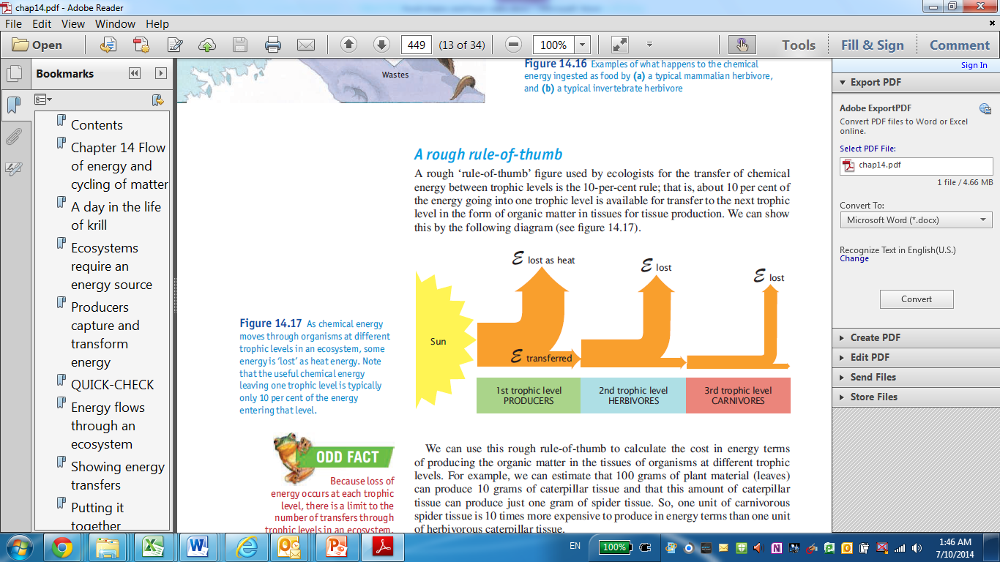 chap14.pdf - Adobe Reader
File Edit View Window Help
Open 449 (13 of 34) 100% Tools Fill & Sign Comment
Bookmarks
Contents
Chapter 14 Flow
of energy and
cycling of matter
A day in the life
of krill
Ecosystems
require an
energy source
Producers
capture and
transform
energy
QUICK-CHECK
Energy flows
through an
ecosystem
Showing energy
transfers
Putting it
together
Wastes
Figure 14.16 Examples of what happens to the chemical
energy ingested as food by (a) a typical mammalian herbivore,
and (b) a typical invertebrate herbivore
A rough rule-of-thumb
A rough ‘rule-of-thumb’ figure used by ecologists for the transfer of chemical
energy between trophic levels is the 10-per-cent rule; that is, about 10 per cent of
the energy going into one trophic level is available for transfer to the next trophic
level in the form of organic matter in tissues for tissue production. We can show
this by the following diagram (see figure 14.17).
ℰ lost as heat
ℰ lost
ℰ lost
Sun
ℰ transferred
1st trophic level
PRODUCERS
2nd trophic level
HERBIVORES
3rd trophic level
CARNIVORES
Figure 14.17 As chemical energy
moves through organisms at different
trophic levels in an ecosystem, some
energy is ‘lost’ as heat energy. Note
that the useful chemical energy
leaving one trophic level is typically
only 10 per cent of the energy
entering that level.
ODD FACT
Because loss of
energy occurs at each trophic
level, there is a limit to the
number of transfers through
trophic levels in an ecosystem.
We can use this rough rule-of-thumb to calculate the cost in energy terms
of producing the organic matter in the tissues of organisms at different trophic
levels. For example, we can estimate that 100 grams of plant material (leaves)
can produce 10 grams of caterpillar tissue and that this amount of caterpillar
tissue can produce just one gram of spider tissue. So, one unit of carnivorous
spider tissue is 10 times more expensive to produce in energy terms than one unit
of herbivorous caterpillar tissue.
Sign In
Export PDF
Adobe ExportPDF
Convert PDF files to Word or Excel
online.
Select PDF File:
chap14.pdf
1 file / 4.66 MB
Convert To:
Microsoft Word (*.docx)
Recognize Text in English(U.S.)
Change
Convert
Create PDF
Edit PDF
Send Files
Store Files
EN 100% 1:46 AM
7/10/2014